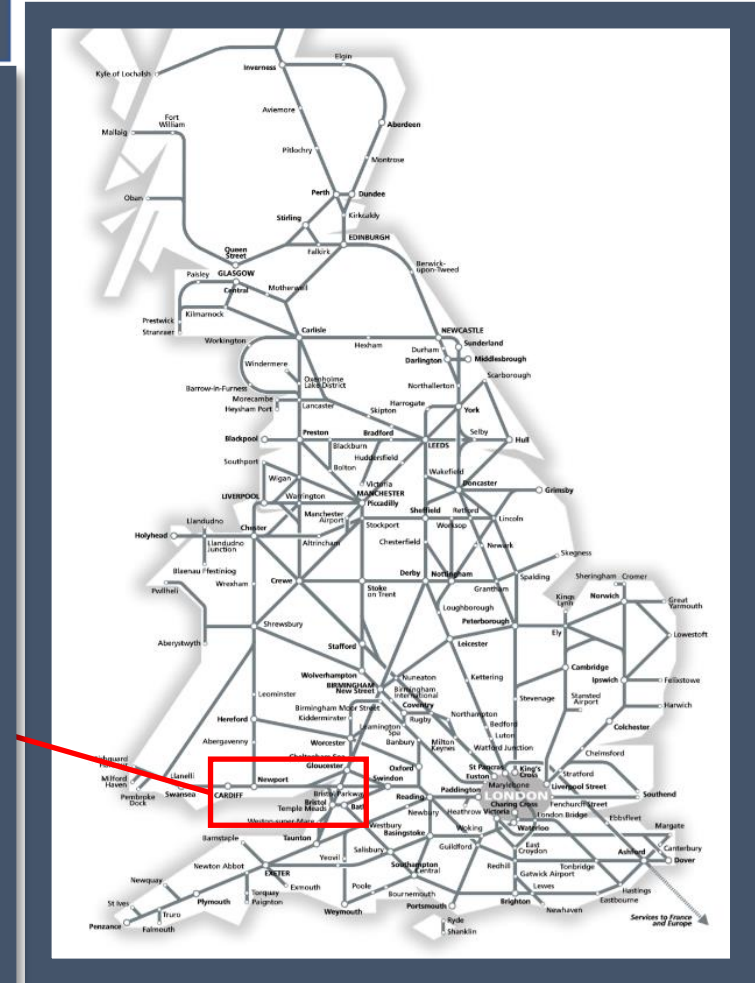 Elgin
Inverness
Kyle of Lochalsh
Aviemore
Fort
William
Aberdeen
Mallaig
Pitlochry
Montrose
Perth
Dundee
Oban
Stirling
Kirkcaldy
EDINBURGH
Queen
Street
Falkirk
Berwick-
upon-Tweed
Paisley
GLASGOW
Central
Motherwell
Prestwick
Kilmarnock
Stranraer
Carlisle
NEWCASTLE
Workington
Hexham
Sunderland
Durham
Darlington
Middlesbrough
Windermere
Scarborough
Oxenholme
Lake District
Northallerton
Barrow-in-Furness
Morecambe
Harrogate
Heysham Port
Lancaster
York
Skipton
Blackpool
Preston
Bradford
Selby
Blackburn
LEEDS
Hull
Huddersfield
Southport
Bolton
Wakefield
Wigan
Victoria
Doncaster
MANCHESTER
Grimsby
LIVERPOOL
Warrington
Piccadilly
Manchester
Airport
Sheffield
Retford
Lincoln
Llandudno
Stockport
Worksop
Holyhead
Chester
Llandudno
Junction
Altrincham
Chesterfield
Newark
Skegness
Blaenau Ffestiniog
Derby
Nottingham
Spalding
Sheringham
Cromer
Pwllheli
Wrexham
Crewe
Stoke
on Trent
Grantham
Kings
Lynn
Norwich
Great
Yarmouth
Loughborough
Aberystwyth
Shrewsbury
Peterborough
Ely
Lowestoft
Stafford
Leicester
Wolverhampton
Nuneaton
Kettering
Cambridge
BIRMINGHAM
New Street
Birmingham
International
Ipswich
Felixstowe
Leominster
Coventry
Stevenage
Stansted
Airport
Birmingham Moor Street
Kidderminster
Rugby
Northampton
Harwich
Hereford
Leamington
Spa
Bedford
Colchester
Abergavenny
Worcester
Banbury
Milton
Keynes
Luton
Watford Junction
Chelmsford
Gloucester
Oxford
St Pancras
King's
Cross
Euston
Stratford
Llanelli
Newport
Swindon
Marylebone
Liverpool Street
Milford
Haven
CARDIFF
Bristol Parkway
Reading
Paddington
LONDON
Southend
Pembroke
Dock
Swansea
Bristol
Temple Meads
Bath
Newbury
Heathrow
Victoria
Charing Cross
Fenchurch Street
Weston-super-Mare
London Bridge
Ebbsfleet
Westbury
Basingstoke
Woking
Waterloo
Margate
Barnstaple
Taunton
Salisbury
Guildford
East
Croydon
Canterbury
Newton Abbot
Yeovil
Southampton
Central
Redhill
Tonbridge
Ashford
Dover
EXETER
Gatwick Airport
Newquay
Exmouth
Poole
Lewes
Hastings
St Ives
Plymouth
Torquay
Paignton
Bournemouth
Eastbourne
Truro
Weymouth
Portsmouth
Brighton
Newhaven
Penzance
Falmouth
Ryde
Shanklin
Services to France
and Europe